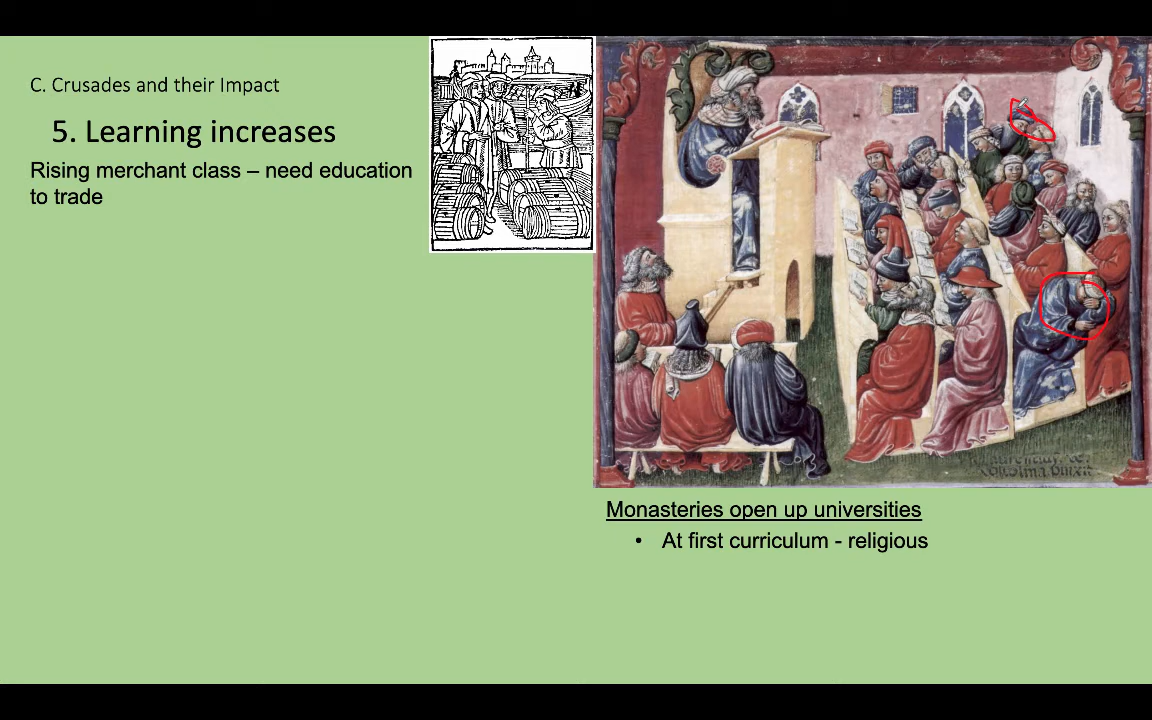 C. Crusades and their Impact
5. Learning increases
Rising merchant class – need education
to trade
Monasteries open up universities
• At first curriculum - religious